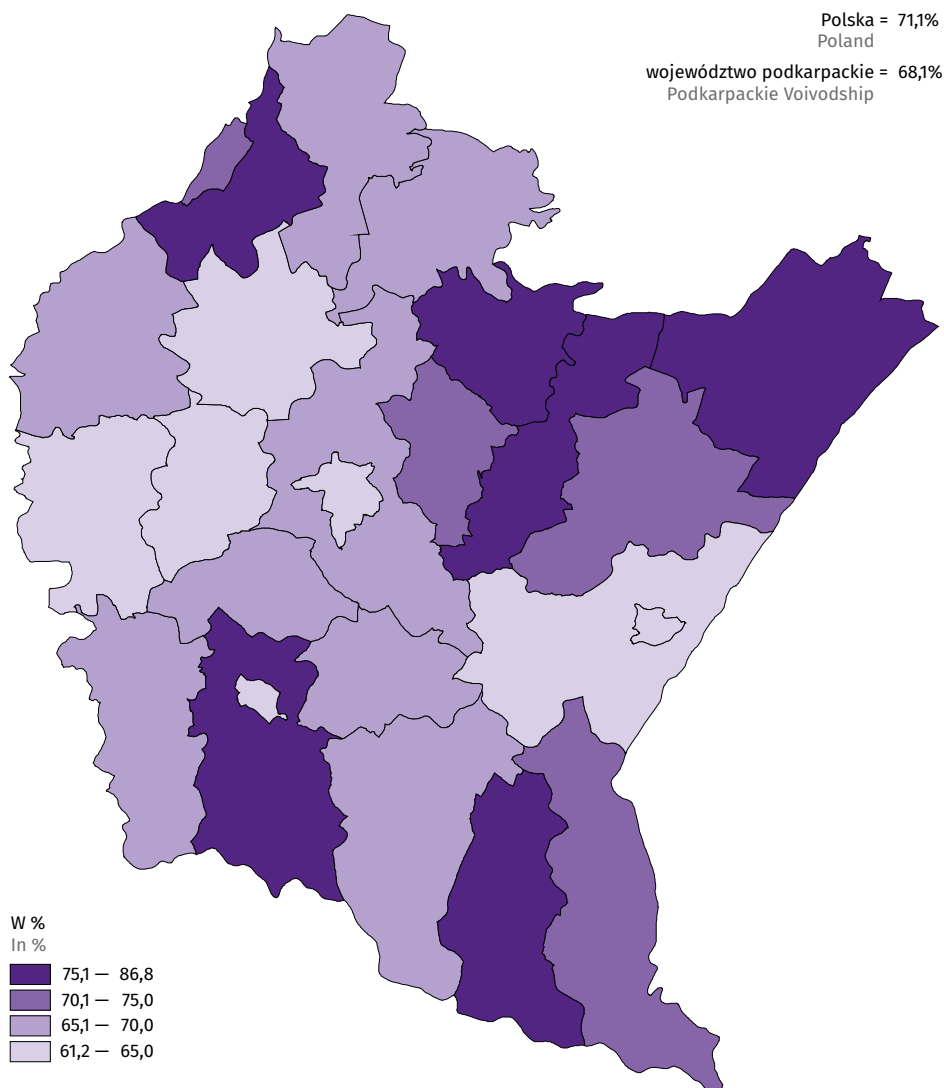 Polska = 71,1%
Poland
województwo podkarpackie = 68,1%
Podkarpackie Voivodship
W %
In %
75,1 — 86,8
70,1 — 75,0
65,1 — 70,0
61,2 — 65,0